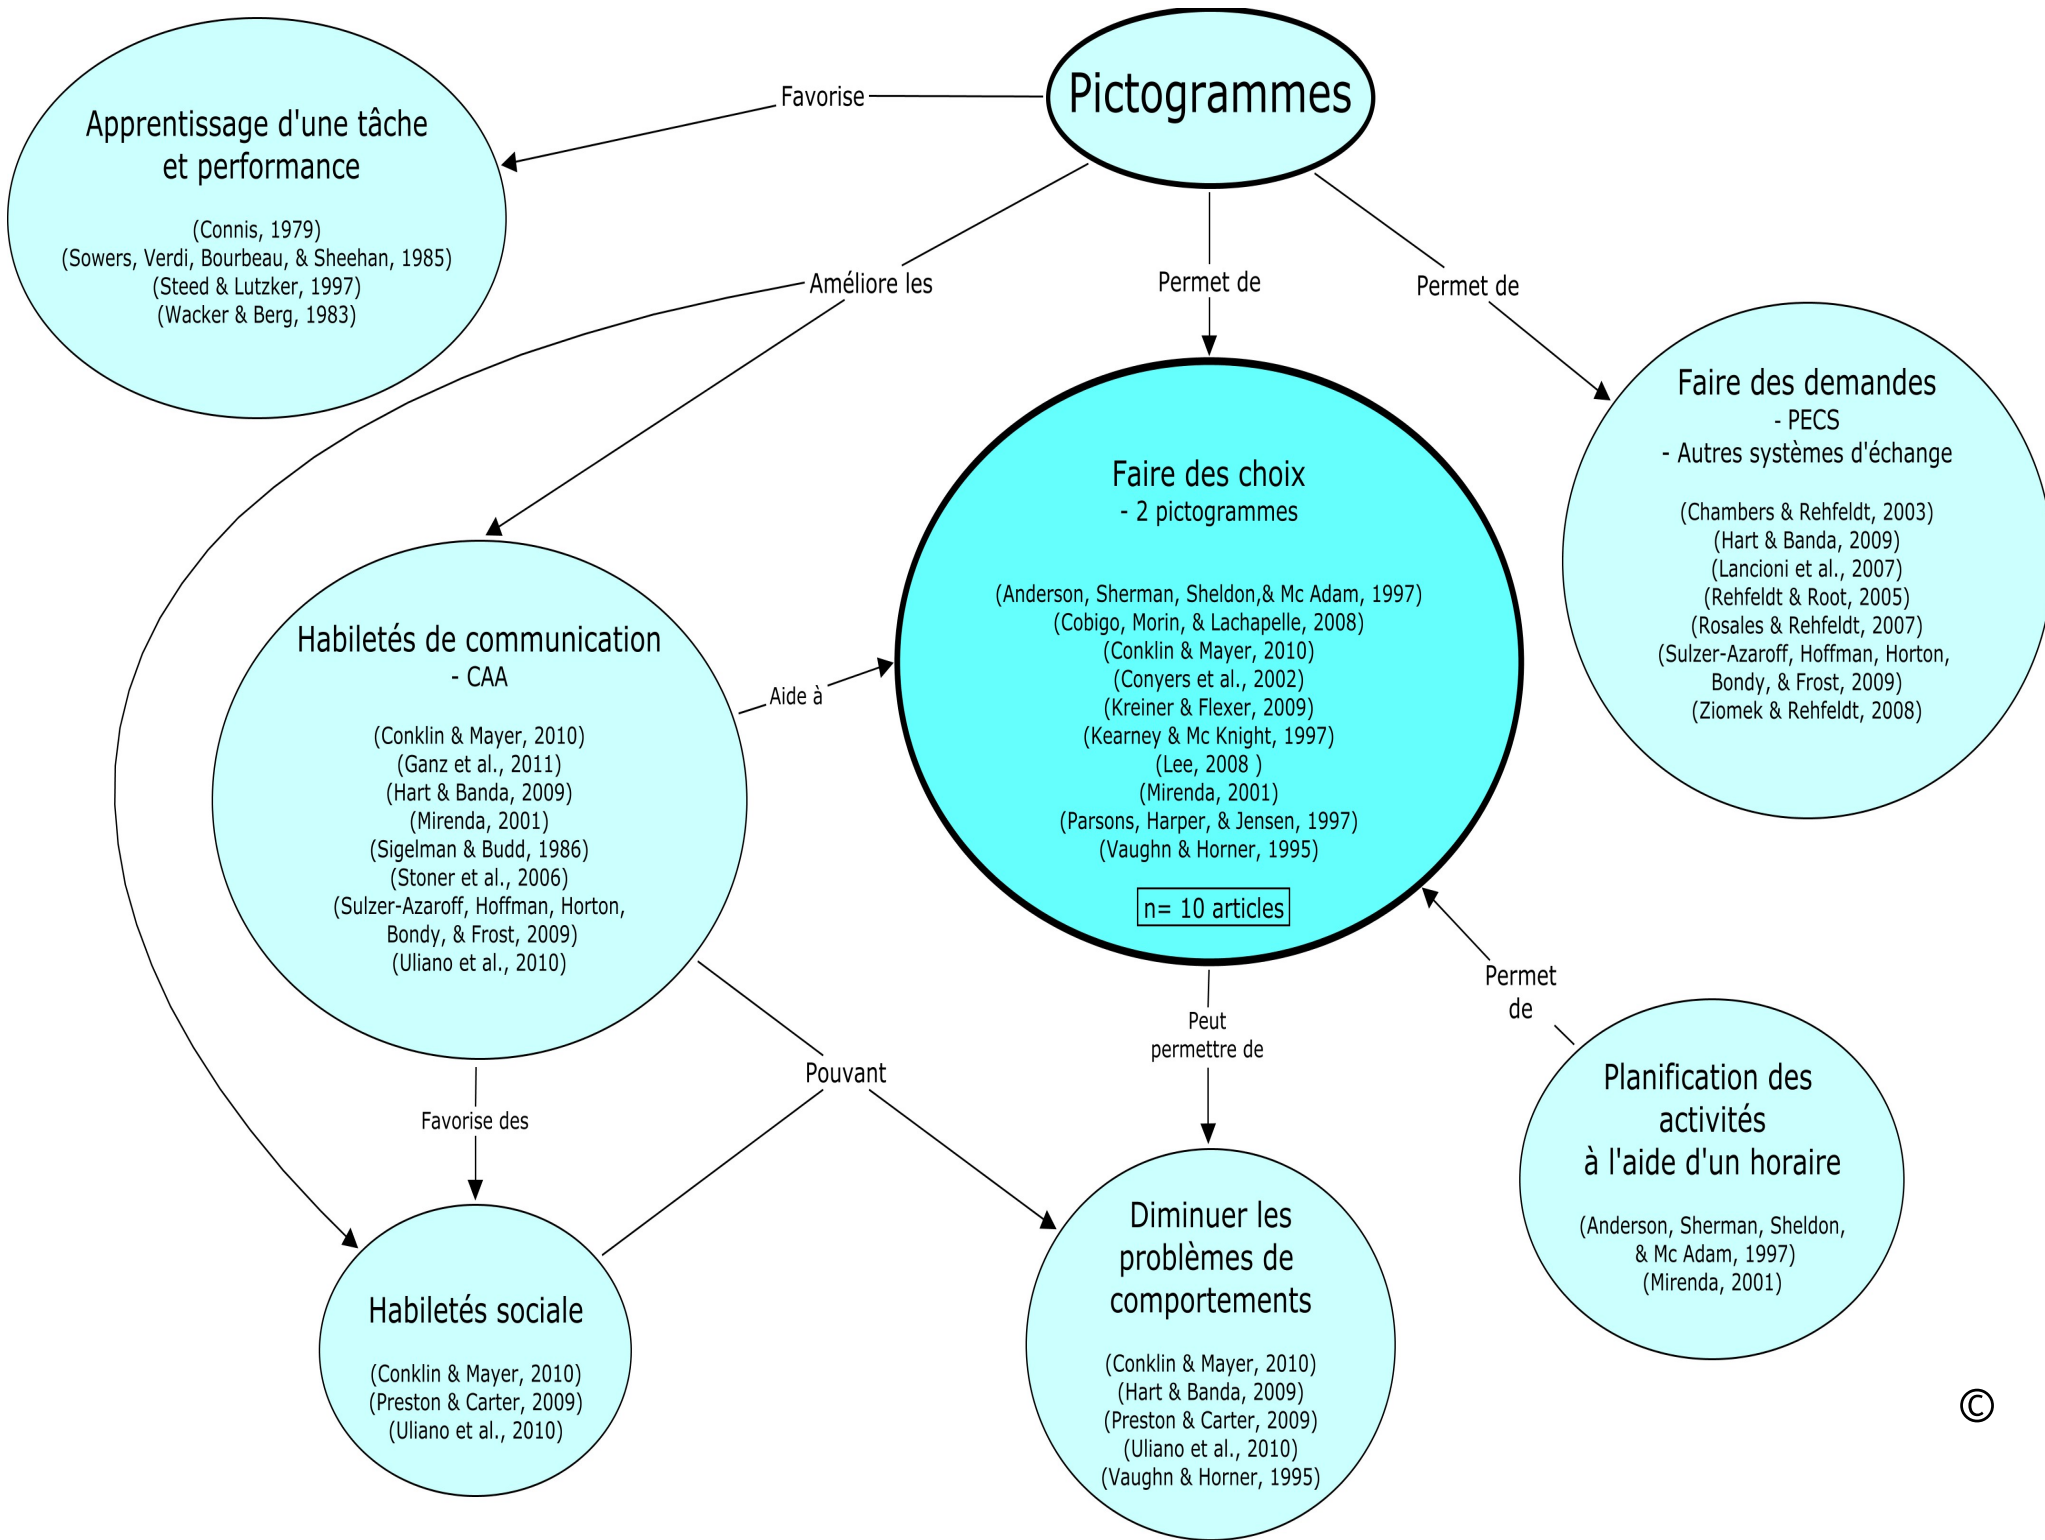 Pictogrammes
Favorise
Apprentissage d'une tâche
et performance
(Connis, 1979)
(Sowers, Verdi, Bourbeau, & Sheehan, 1985)
(Steed & Lutzker, 1997)
(Wacker & Berg, 1983)
Améliore les
Permet de
Permet de
Faire des demandes
- PECS
- Autres systèmes d'échange
(Chambers & Rehfeldt, 2003)
(Hart & Banda, 2009)
(Lancioni et al., 2007)
(Rehfeldt & Root, 2005)
(Rosales & Rehfeldt, 2007)
(Sulzer-Azaroff, Hoffman, Horton,
Bondy, & Frost, 2009)
(Ziomek & Rehfeldt, 2008)
Faire des choix
- 2 pictogrammes
(Anderson, Sherman, Sheldon,& Mc Adam, 1997)
(Cobigo, Morin, & Lachapelle, 2008)
(Conklin & Mayer, 2010)
(Conyers et al., 2002)
(Kreiner & Flexer, 2009)
(Kearney & Mc Knight, 1997)
(Lee, 2008 )
(Mirenda, 2001)
(Parsons, Harper, & Jensen, 1997)
(Vaughn & Horner, 1995)
n= 10 articles
Habiletés de communication
- CAA
(Conklin & Mayer, 2010)
(Ganz et al., 2011)
(Hart & Banda, 2009)
(Mirenda, 2001)
(Sigelman & Budd, 1986)
(Stoner et al., 2006)
(Sulzer-Azaroff, Hoffman, Horton,
Bondy, & Frost, 2009)
(Uliano et al., 2010)
Aide à
Permet
de
Peut
permettre de
Pouvant
Favorise des
Planification des
activités
à l'aide d'un horaire
(Anderson, Sherman, Sheldon,
& Mc Adam, 1997)
(Mirenda, 2001)
Diminuer les
problèmes de
comportements
(Conklin & Mayer, 2010)
(Hart & Banda, 2009)
(Preston & Carter, 2009)
(Uliano et al., 2010)
(Vaughn & Horner, 1995)
Habiletés sociale
(Conklin & Mayer, 2010)
(Preston & Carter, 2009)
(Uliano et al., 2010)
©